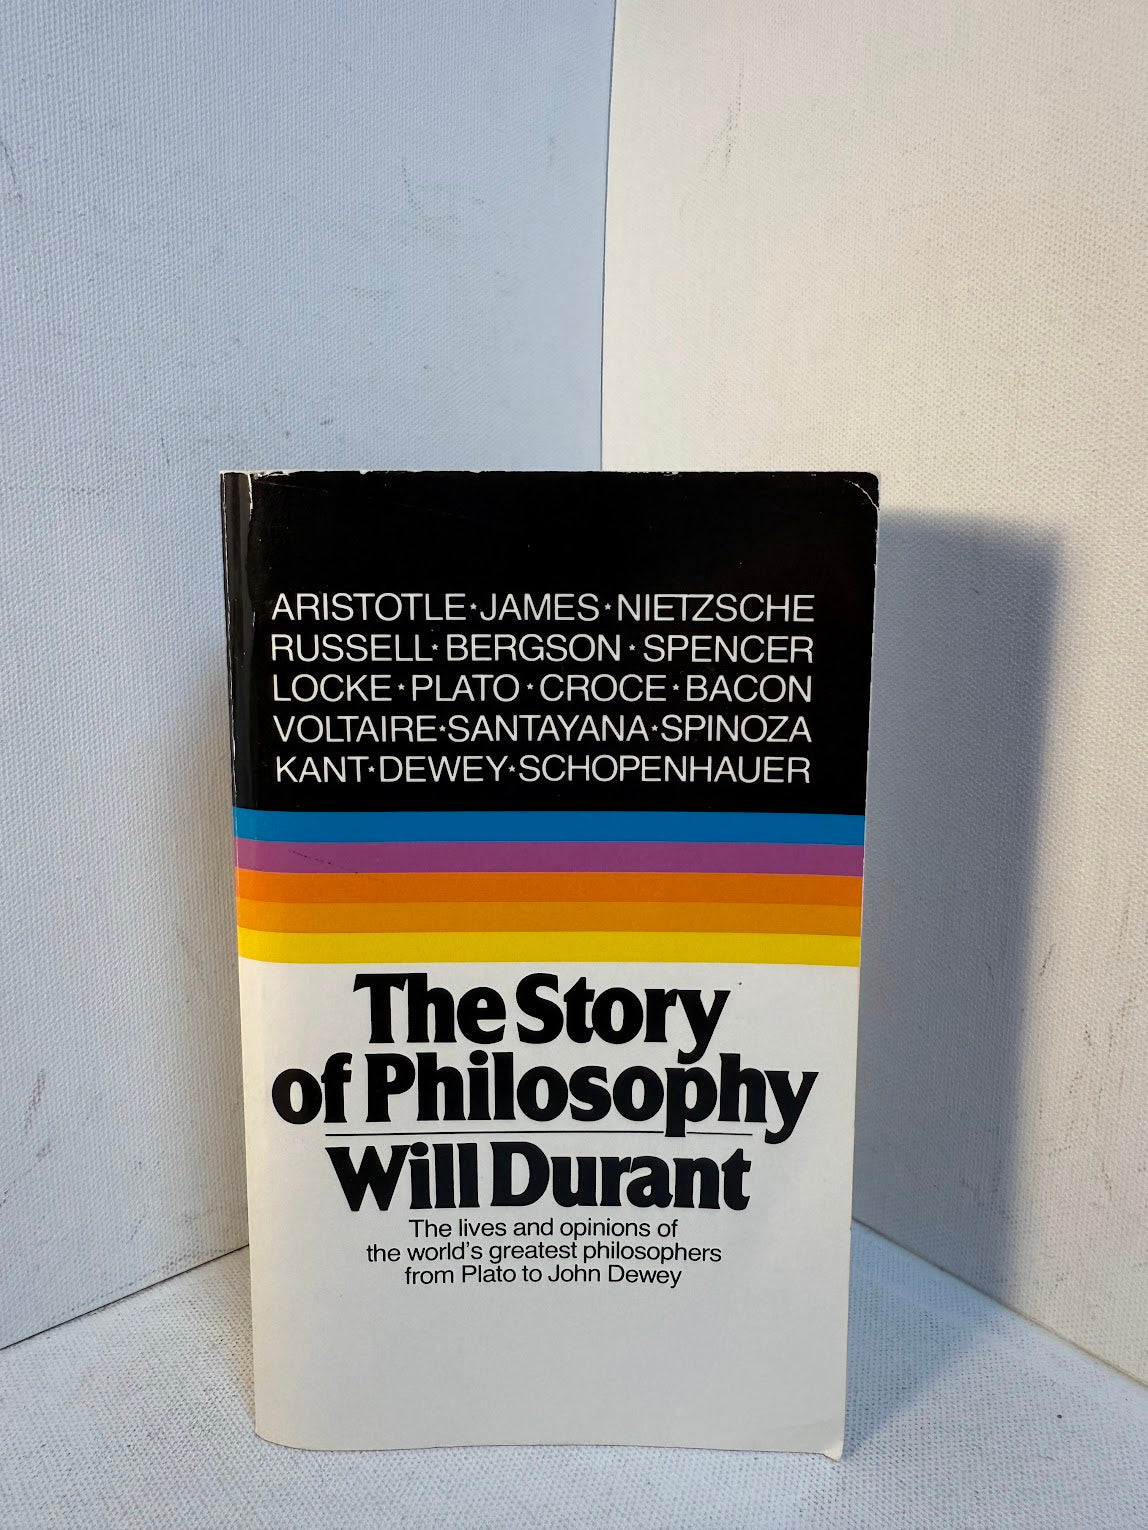 ARISTOTLE★JAMES★NIETZSCHE
RUSSELL★BERGSON★SPENCER
LOCKE★PLATO★CROCE★BACON
VOLTAIRE★SANTAYANA★SPINOZA
KANT★DEWEY★SCHOPENHAUER
The Story
of Philosophy
Will Durant
The lives and opinions of
the world's greatest philosophers
from Plato to John Dewey